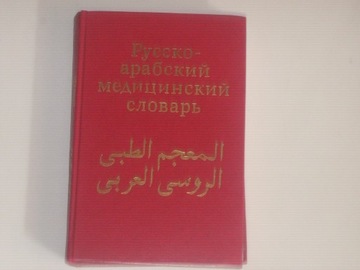 Русско-
арабский
медицинский
словарь
المعجم الطبي
الروسي العربي